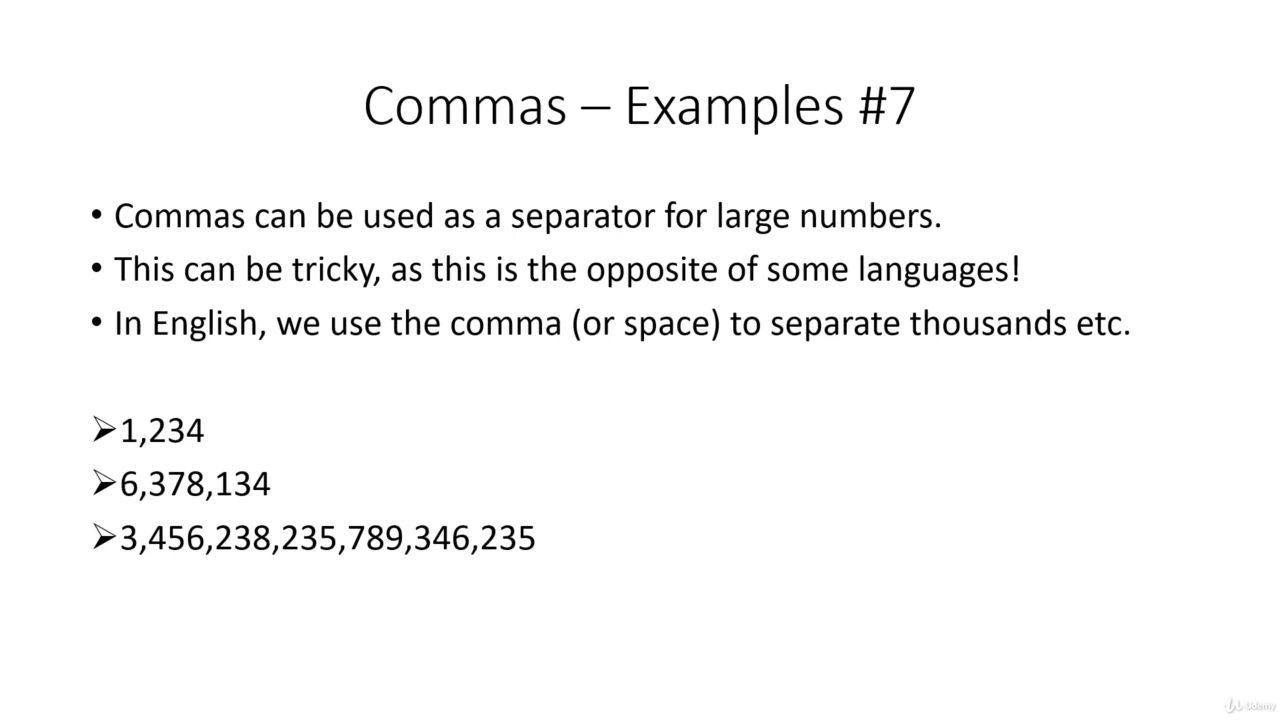 Commas – Examples #7
• Commas can be used as a separator for large numbers.
• This can be tricky, as this is the opposite of some languages!
• In English, we use the comma (or space) to separate thousands etc.
➢1,234
➢6,378,134
➢3,456,238,235,789,346,235
Udemy